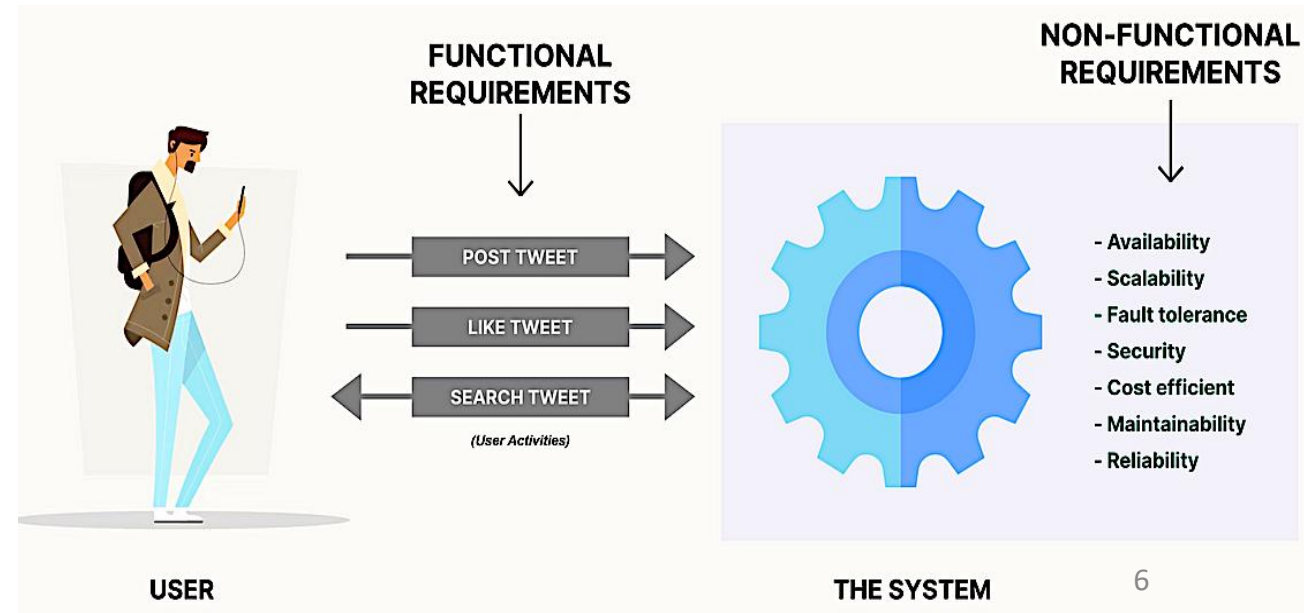 FUNCTIONAL
REQUIREMENTS
NON-FUNCTIONAL
REQUIREMENTS
POST TWEET
LIKE TWEET
SEARCH TWEET
(User Activities)
- Availability
- Scalability
- Fault tolerance
- Security
- Cost efficient
- Maintainability
- Reliability
USER
THE SYSTEM
6